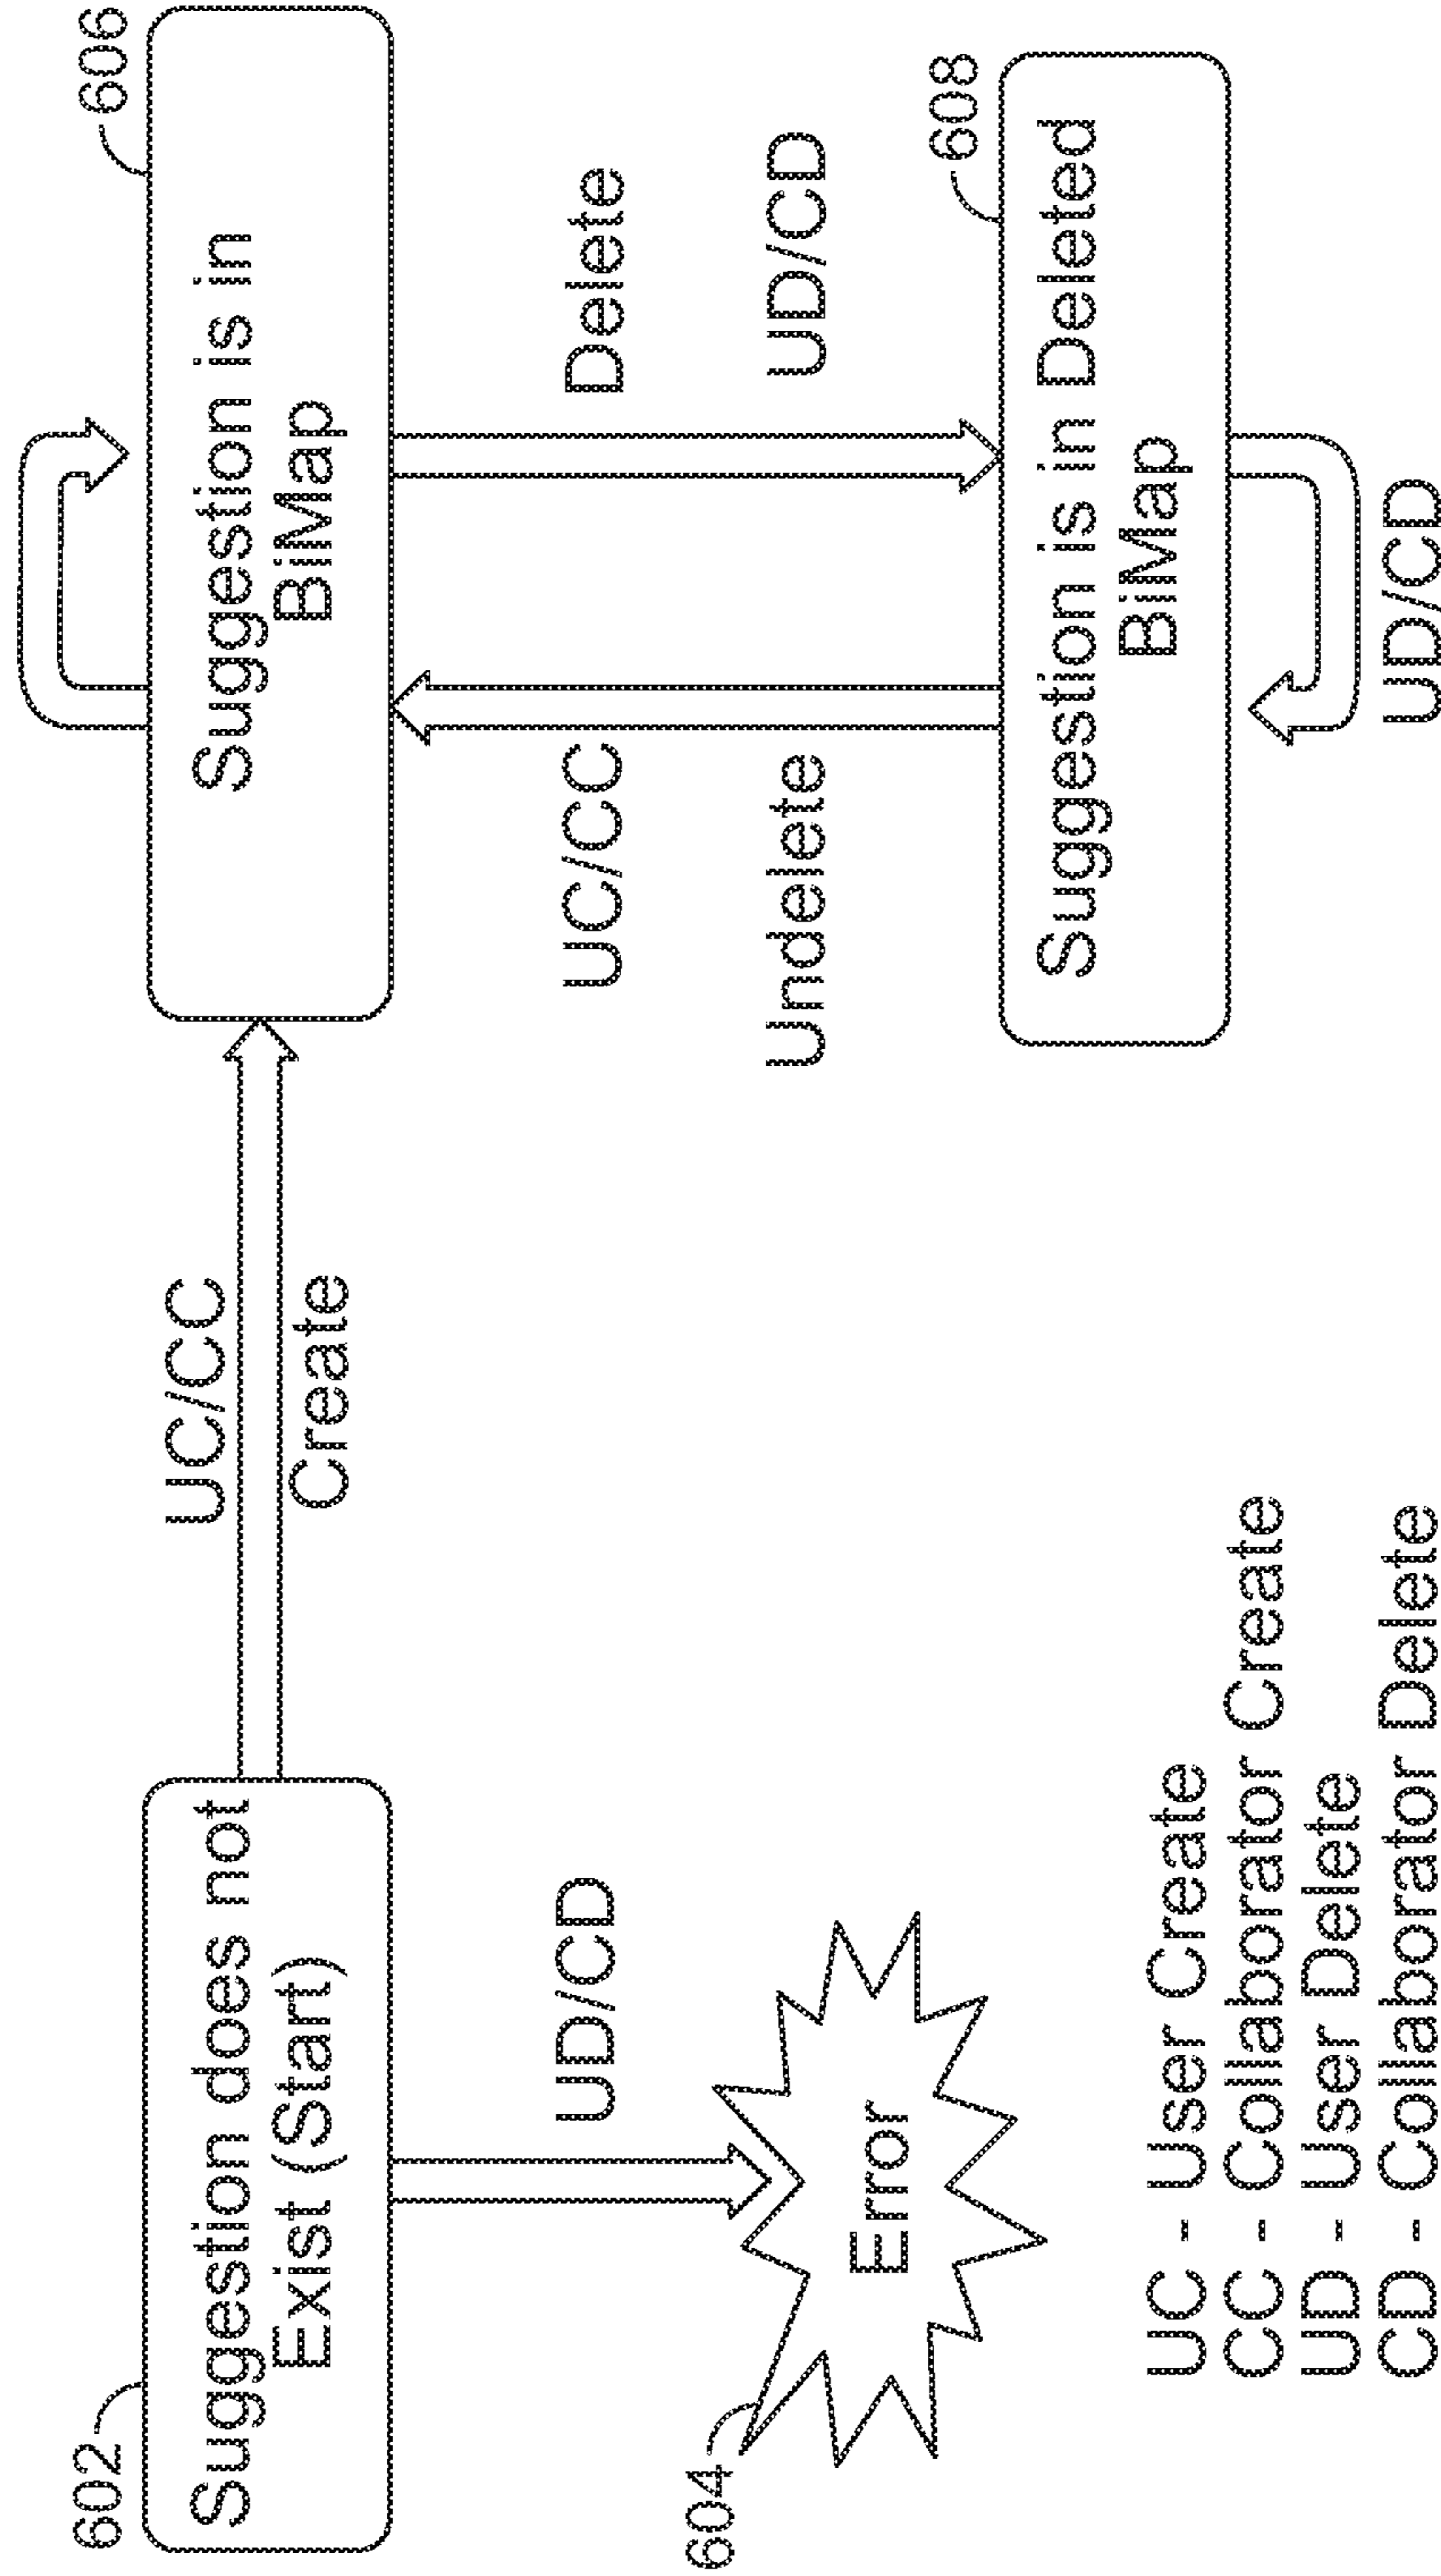 602
Suggestion does not
Exist (Start)
UC/CC
Create
606
Suggestion is in
BiMap
UD/CD
604
Error
UC/CC
Undelete
Delete
UD/CD
608
Suggestion is in Deleted
BiMap
UD/CD
UC - User Create
CC - Collaborator Create
UD - User Delete
CD - Collaborator Delete